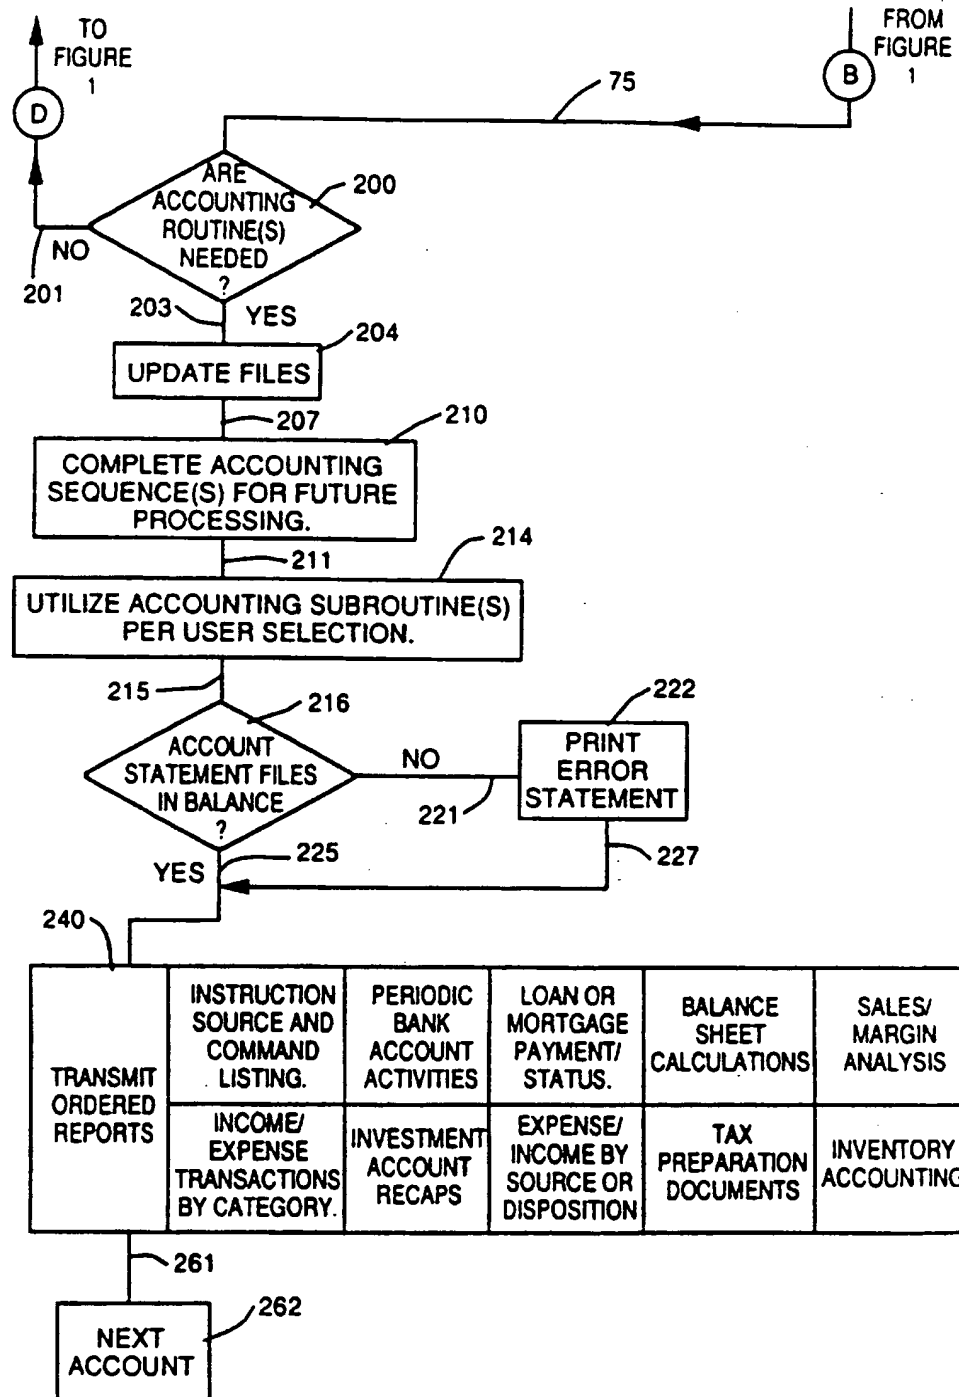 TO
FIGURE
1
D
FROM
FIGURE
1
B
75
ARE
ACCOUNTING
ROUTINE(S)
NEEDED
?
200
NO
201
203
YES
204
UPDATE FILES
207
210
COMPLETE ACCOUNTING
SEQUENCE(S) FOR FUTURE
PROCESSING.
211
214
UTILIZE ACCOUNTING SUBROUTINE(S)
PER USER SELECTION.
215
216
ACCOUNT
STATEMENT FILES
IN BALANCE
?
NO
221
222
PRINT
ERROR
STATEMENT
227
YES
225
240
TRANSMIT
ORDERED
REPORTS
INSTRUCTION
SOURCE AND
COMMAND
LISTING.
PERIODIC
BANK
ACCOUNT
ACTIVITIES
LOAN OR
MORTGAGE
PAYMENT/
STATUS.
BALANCE
SHEET
CALCULATIONS
SALES/
MARGIN
ANALYSIS
INCOME/
EXPENSE
TRANSACTIONS
BY CATEGORY.
INVESTMENT
ACCOUNT
RECAPS
EXPENSE/
INCOME BY
SOURCE OR
DISPOSITION
TAX
PREPARATION
DOCUMENTS
INVENTORY
ACCOUNTING
261
262
NEXT
ACCOUNT